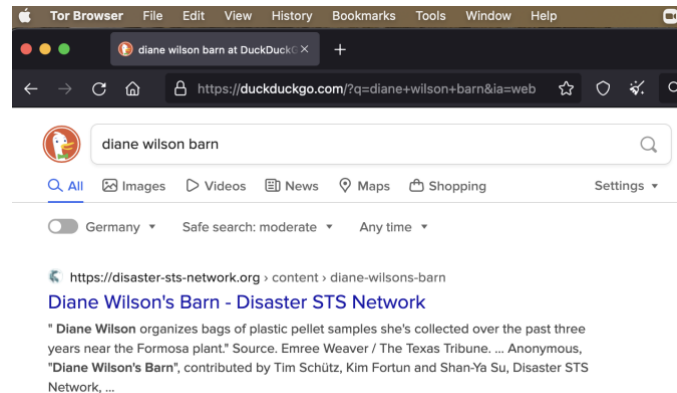 Tor Browser File Edit View History Bookmarks Tools Window Help
diane wilson barn at DuckDuckG
https://duckduckgo.com/?q=diane+wilson+barn&ia=web
diane wilson barn
All Images Videos News Maps Shopping Settings
Germany Safe search: moderate Any time
https://disaster-sts-network.org › content › diane-wilsons-barn
Diane Wilson's Barn - Disaster STS Network
" Diane Wilson organizes bags of plastic pellet samples she's collected over the past three
years near the Formosa plant." Source. Emree Weaver / The Texas Tribune. ... Anonymous,
"Diane Wilson's Barn", contributed by Tim Schütz, Kim Fortun and Shan-Ya Su, Disaster STS
Network, ...